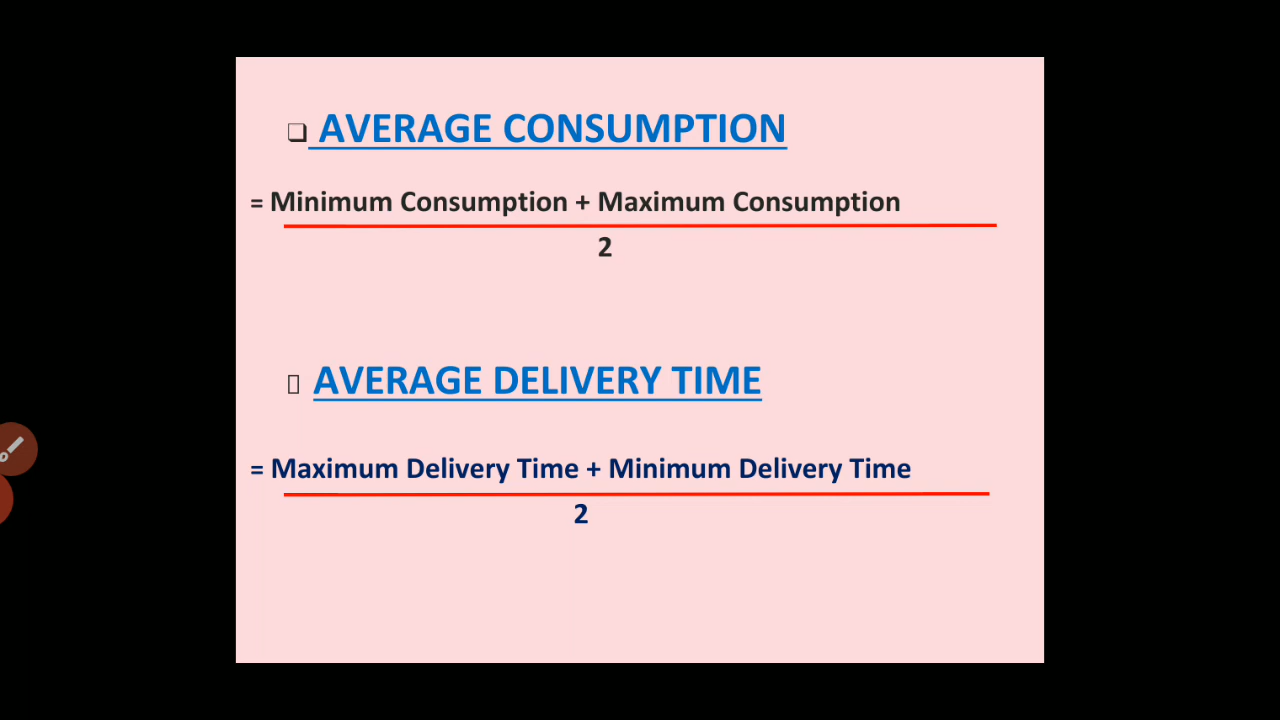 ❑ AVERAGE CONSUMPTION
= Minimum Consumption + Maximum Consumption
2
AVERAGE DELIVERY TIME
= Maximum Delivery Time + Minimum Delivery Time
2